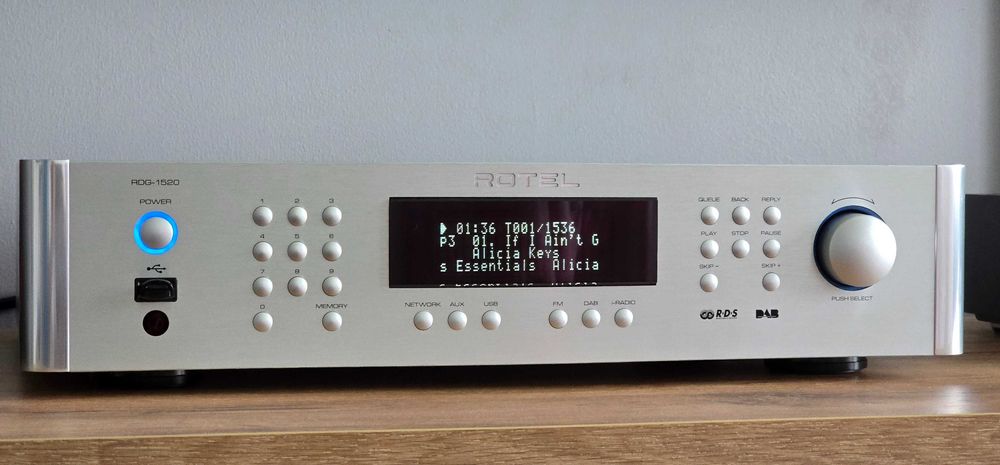 RDG-1520
POWER
1 2 3
4 5 6
7 8 9
0 MEMORY
ROTEL
01:36 T001/1536
p3 01. If I Ain't G
Alicia Keys
s Essentials Alicia
NETWORK AUX USB
FM DAB i-RADIO
QUEUE BACK REPLY
PLAY STOP PAUSE
SKIP - SKIP +
PUSH SELECT
R·D·S
DAB